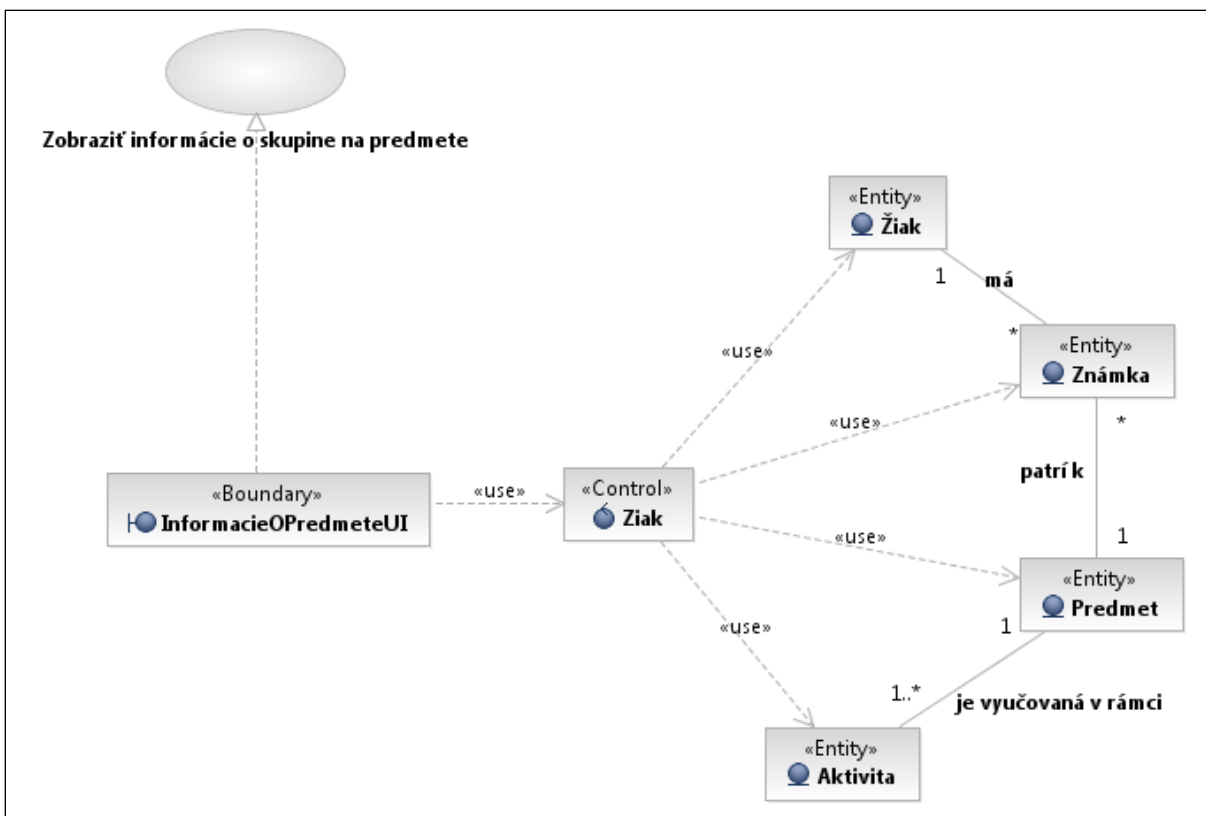 Zobraziť informácie o skupine na predmete
«Entity»
Žiak
1
má
*
«Entity»
Známka
«use»
«use»
*
patrí k
1
«Boundary»
InformacieOPredmeteUI
«use»
«Control»
Ziak
«use»
«Entity»
Predmet
1
«use»
1..*
je vyučovaná v rámci
«Entity»
Aktivita